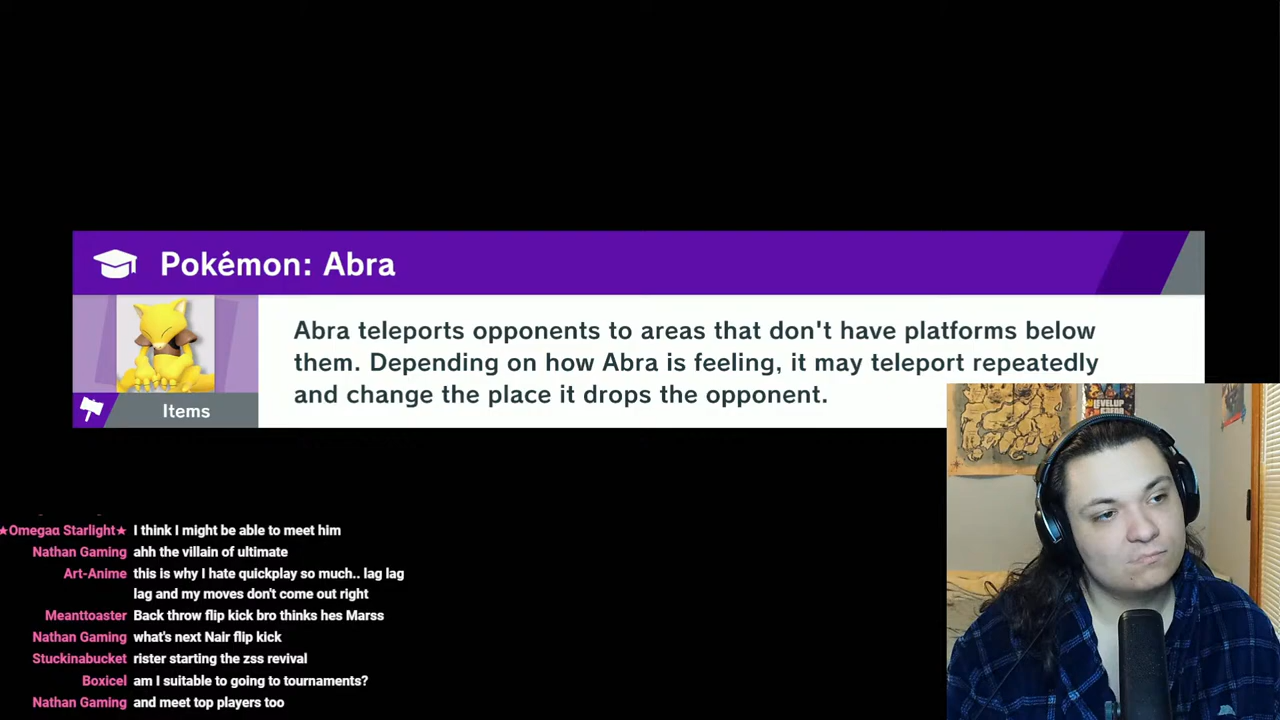 Pokémon: Abra
Abra teleports opponents to areas that don't have platforms below
them. Depending on how Abra is feeling, it may teleport repeatedly
and change the place it drops the opponent.
Items
★Omegaα Starlight★ I think I might be able to meet him
Nathan Gaming ahh the villain of ultimate
Art-Anime this is why I hate quickplay so much.. lag lag
lag and my moves don't come out right
Meanttoaster Back throw flip kick bro thinks hes Marss
Nathan Gaming what's next Nair flip kick
Stuckinabucket rister starting the zss revival
Boxicel am I suitable to going to tournaments?
Nathan Gaming and meet top players too
LEVEL UP